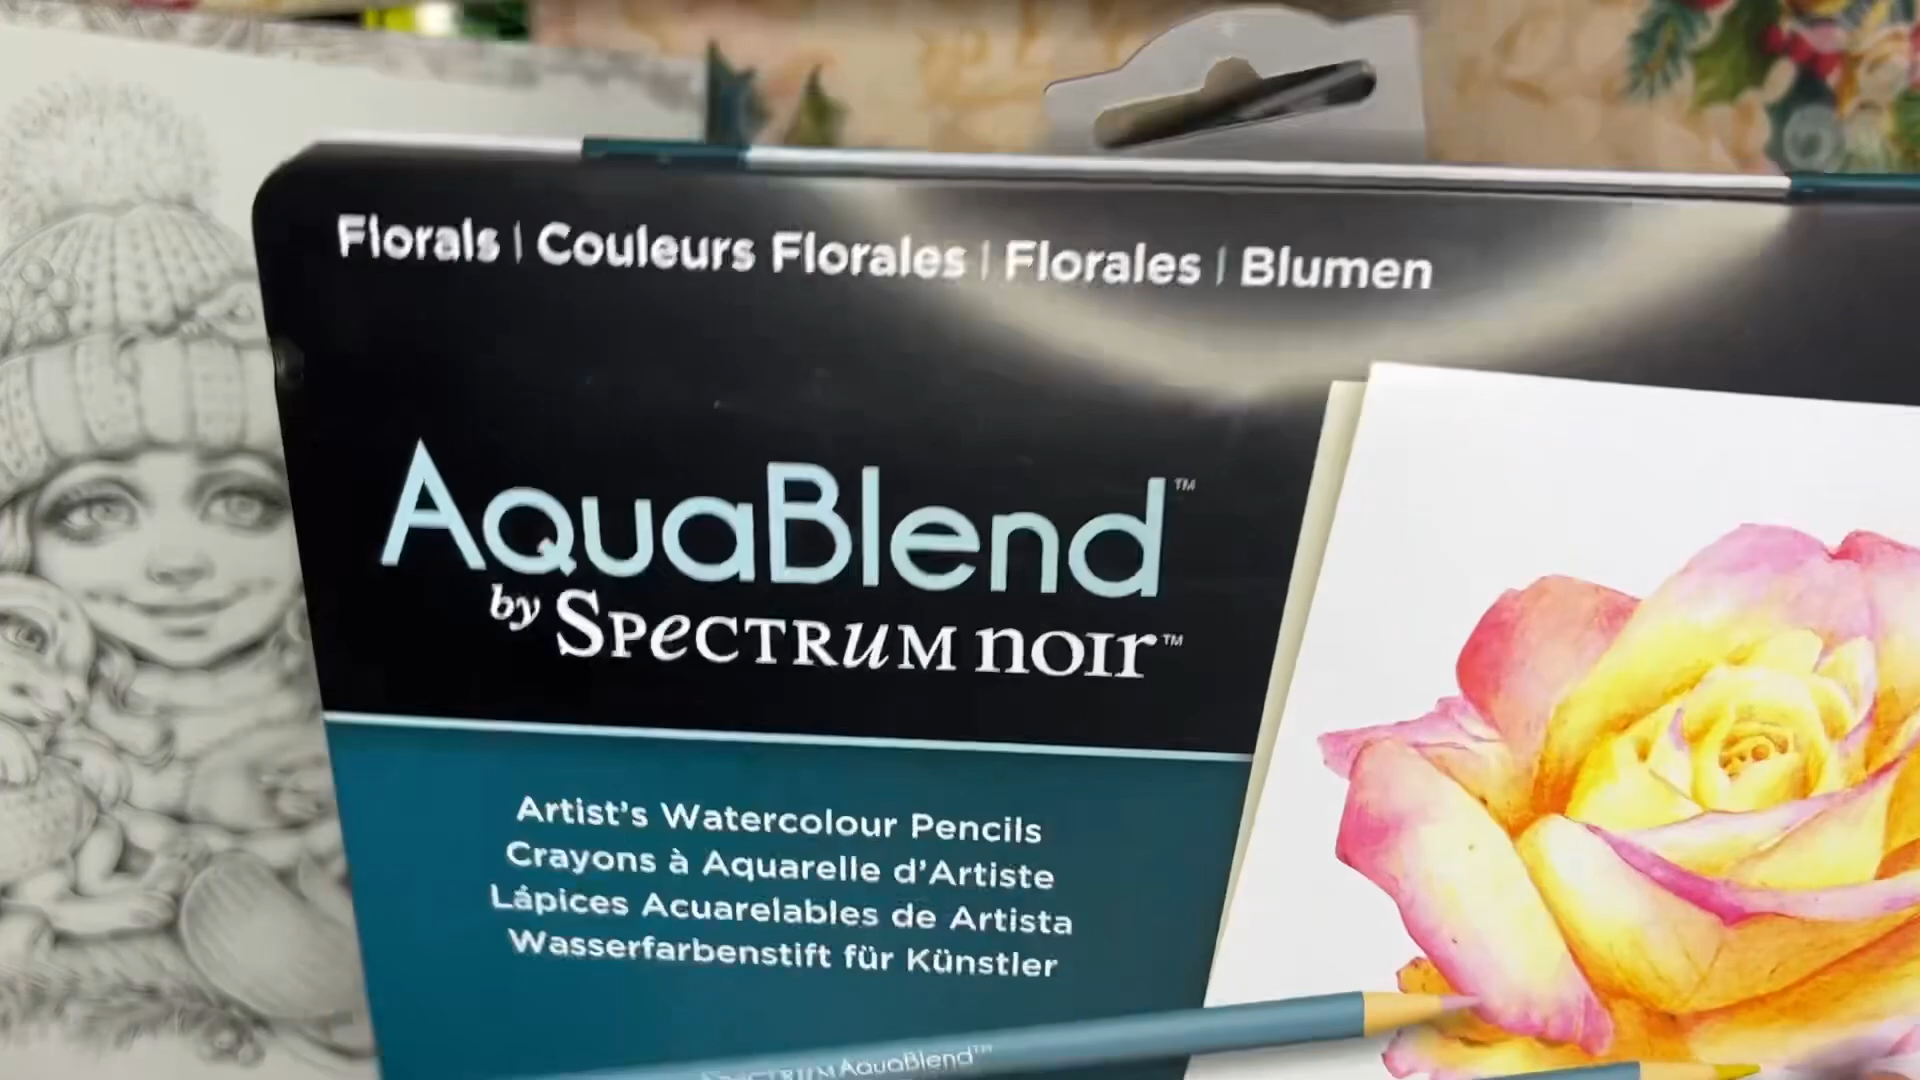 Florals | Couleurs Florales | Florales | Blumen
AquaBlend™
by SPECTRUM NOIR™
Artist's Watercolour Pencils
Crayons à Aquarelle d'Artiste
Lápices Acuarelables de Artista
Wasserfarbenstift für Künstler
SPECTRUM AquaBlend™